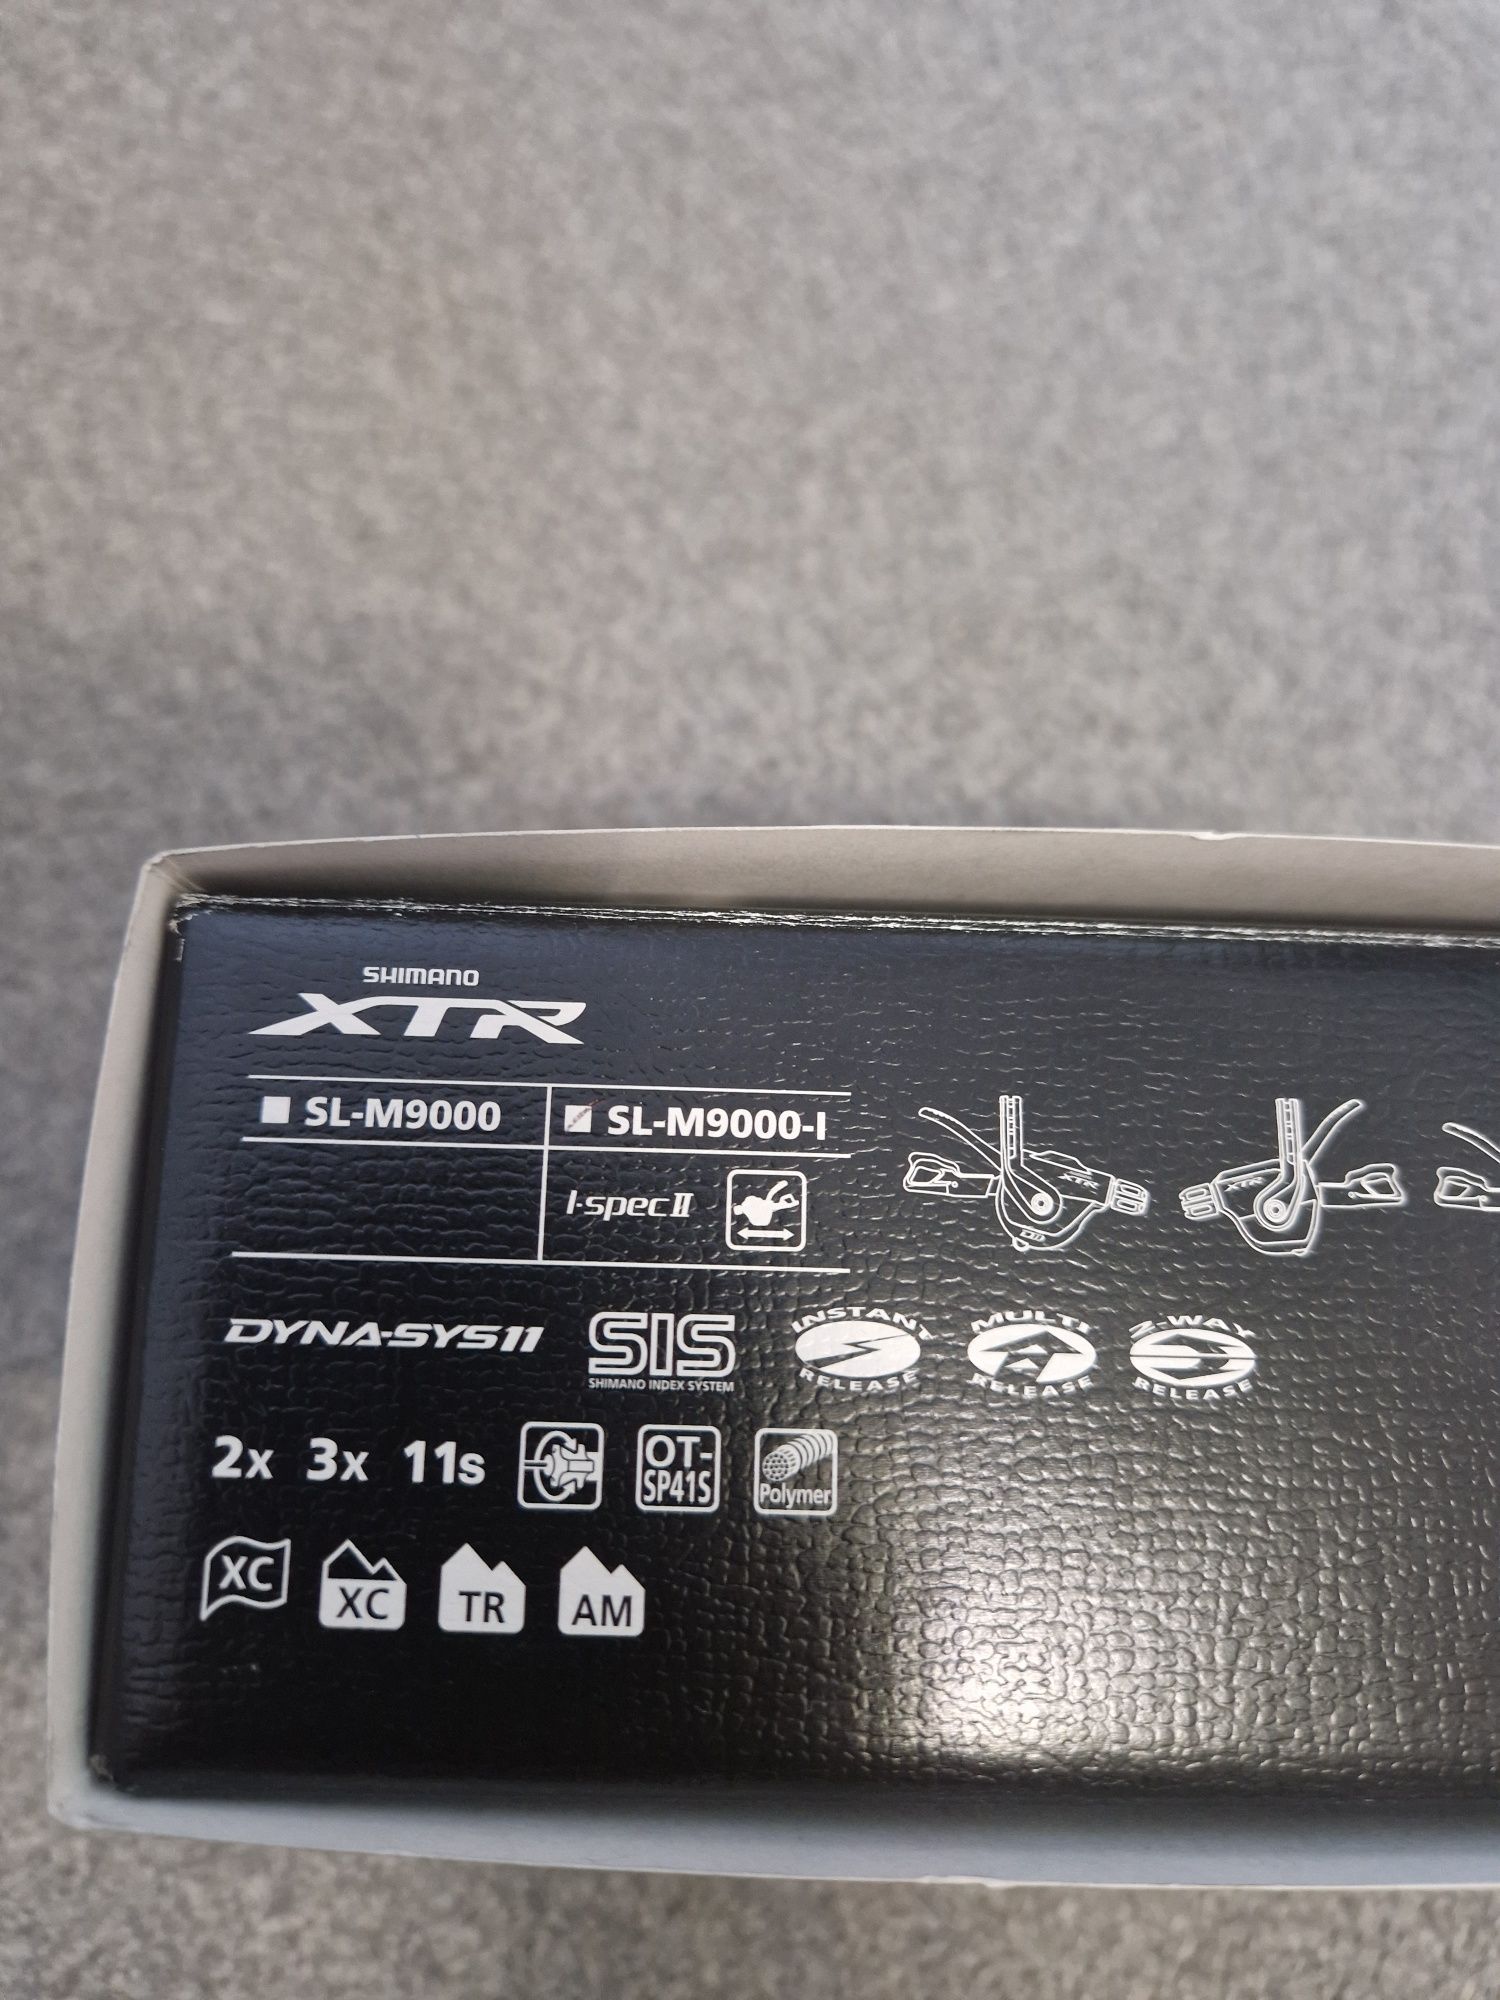 SHIMANO
XTR
SL-M9000
SL-M9000-I
I-spec II
XTR
XTR
DYNA-SYS11
SIS
SHIMANO INDEX SYSTEM
INSTANT
RELEASE
MULTI
RELEASE
2-WAY
RELEASE
2x 3x 11s
OT-
SP41S
Polymer
XC
XC
TR
AM